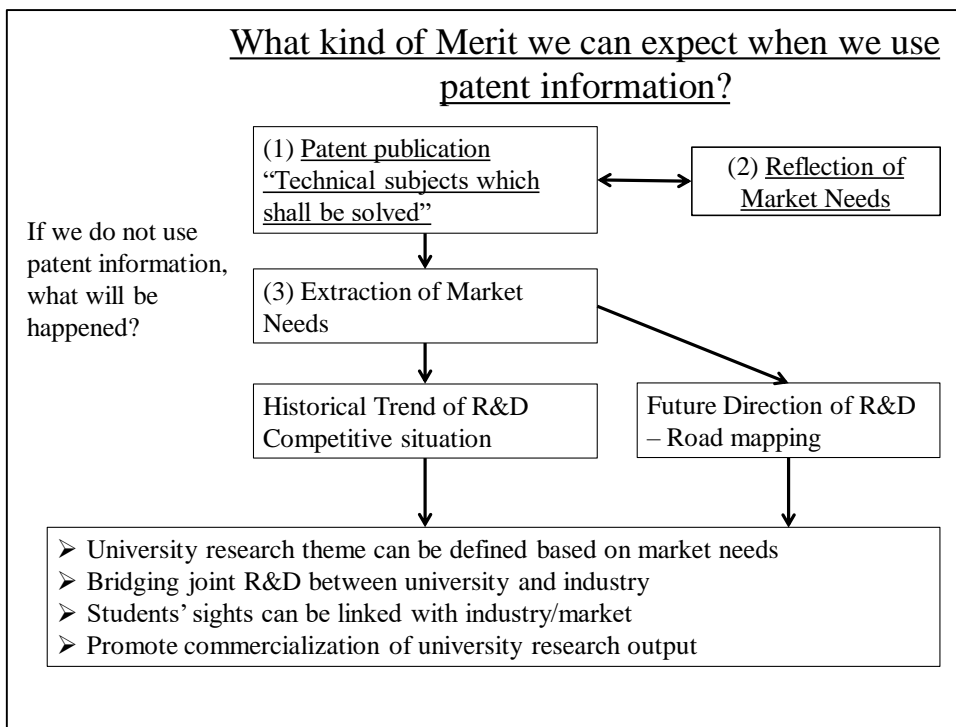 What kind of Merit we can expect when we use
patent information?
(1) Patent publication
“Technical subjects which
shall be solved”
(2) Reflection of
Market Needs
If we do not use
patent information,
what will be
happened?
(3) Extraction of Market
Needs
Historical Trend of R&D
Competitive situation
Future Direction of R&D
– Road mapping
➢ University research theme can be defined based on market needs
➢ Bridging joint R&D between university and industry
➢ Students’ sights can be linked with industry/market
➢ Promote commercialization of university research output